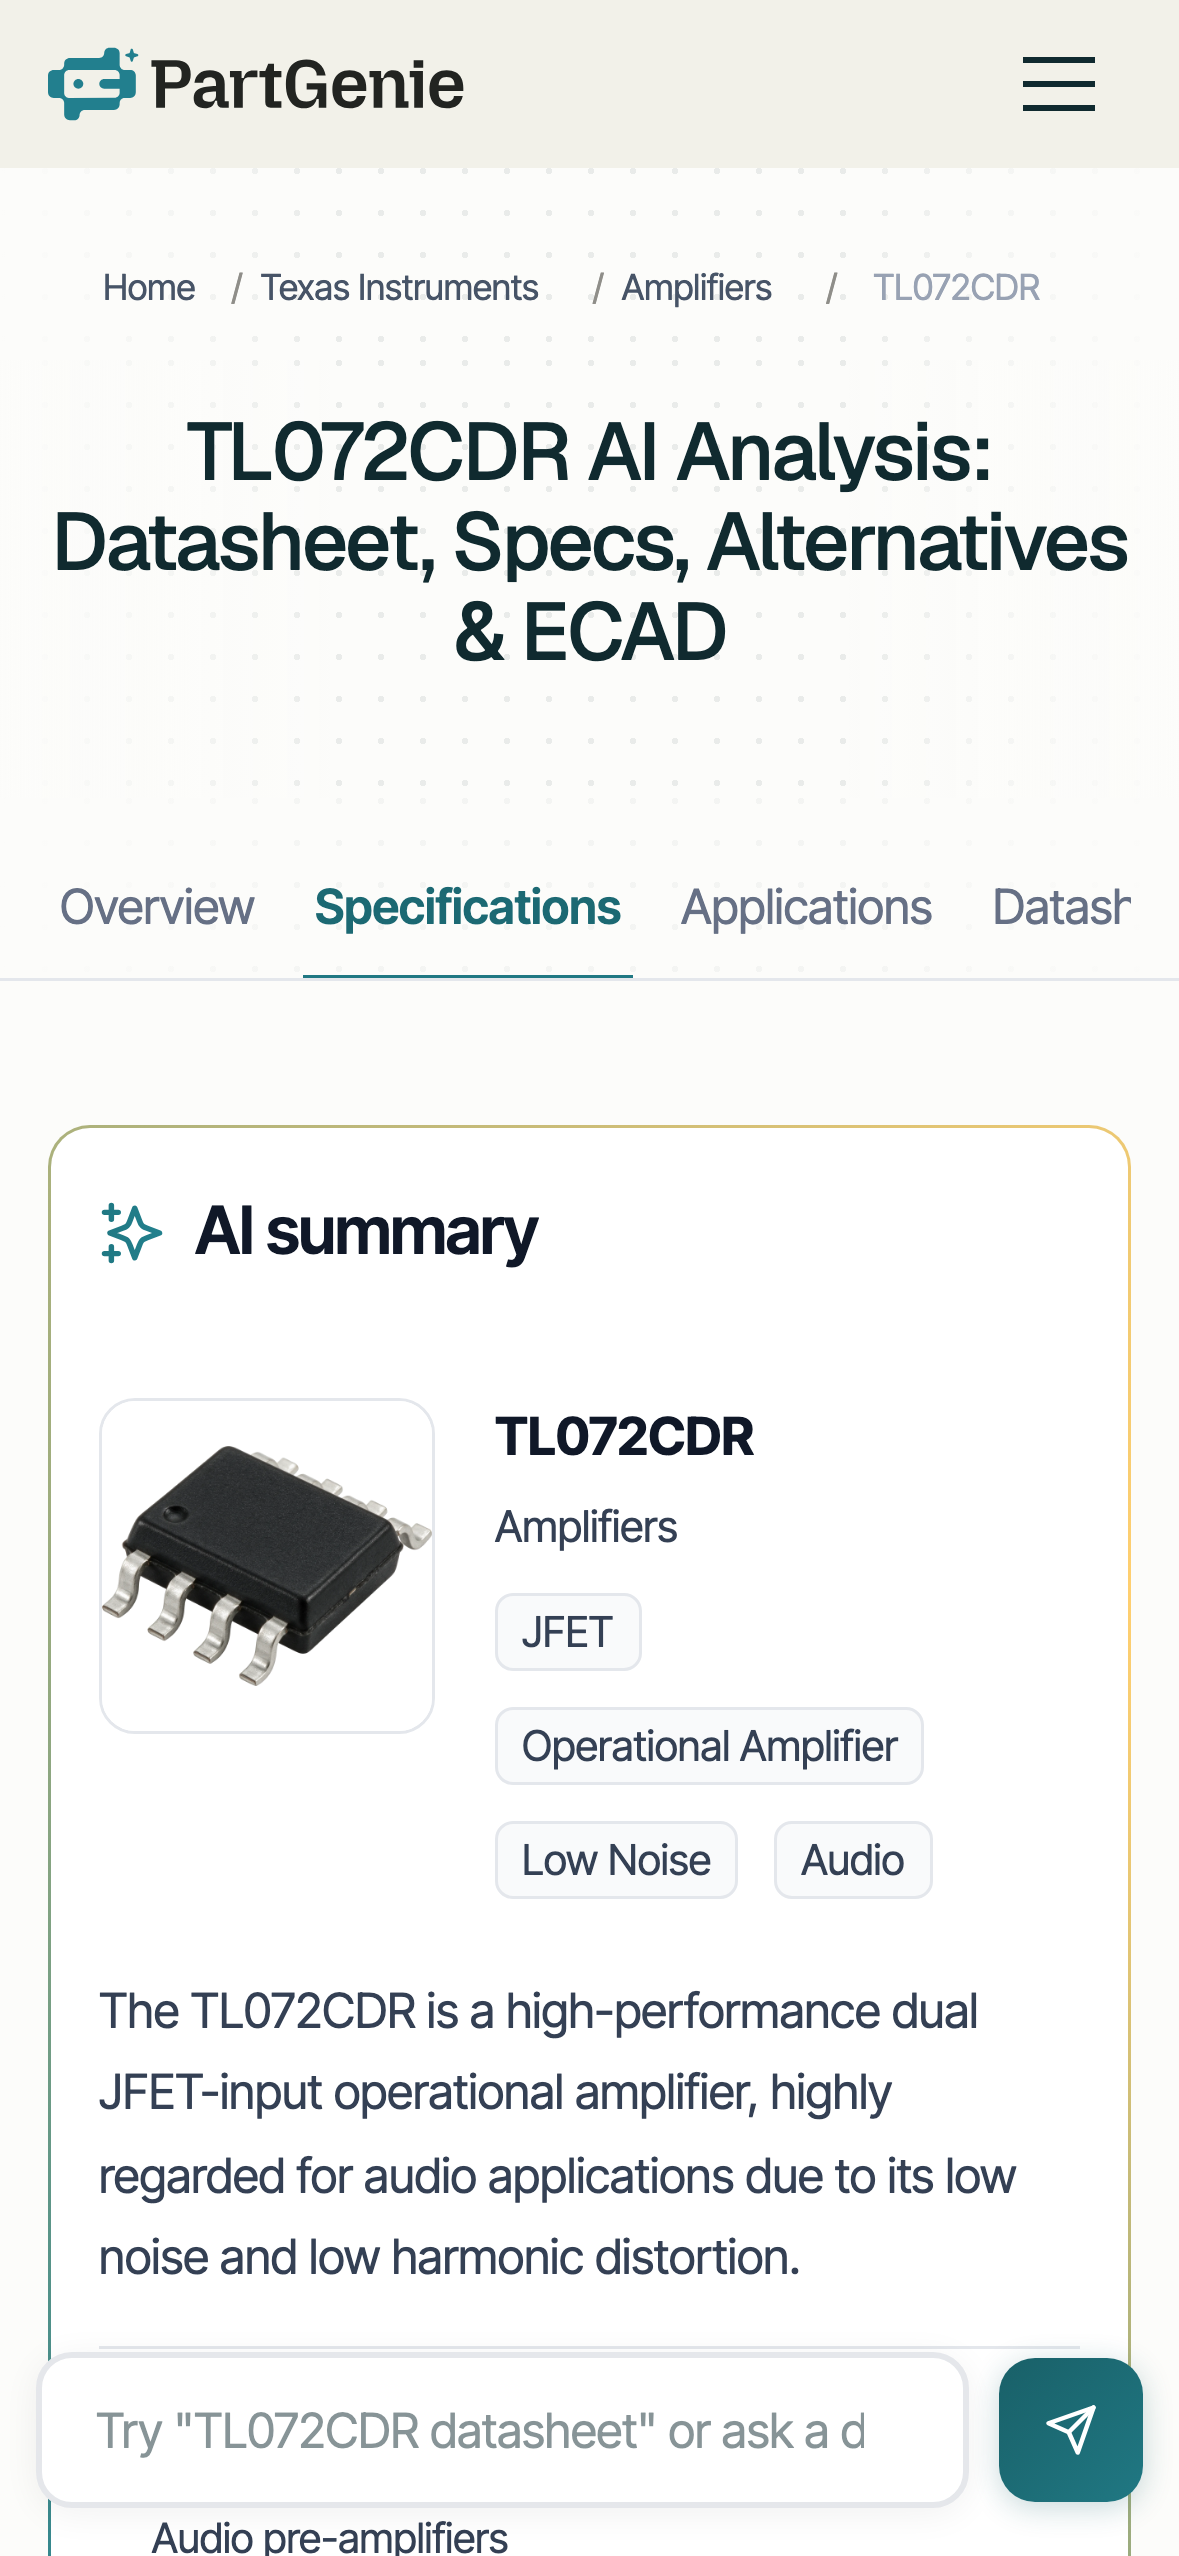 PartGenie
Home / Texas Instruments / Amplifiers / TL072CDR
TL072CDR AI Analysis:
Datasheet, Specs, Alternatives
& ECAD
Overview Specifications Applications Datash
AI summary
TL072CDR
Amplifiers
JFET
Operational Amplifier
Low Noise Audio
The TL072CDR is a high-performance dual
JFET-input operational amplifier, highly
regarded for audio applications due to its low
noise and low harmonic distortion.
Try "TL072CDR datasheet" or ask a d
Audio pre-amplifiers